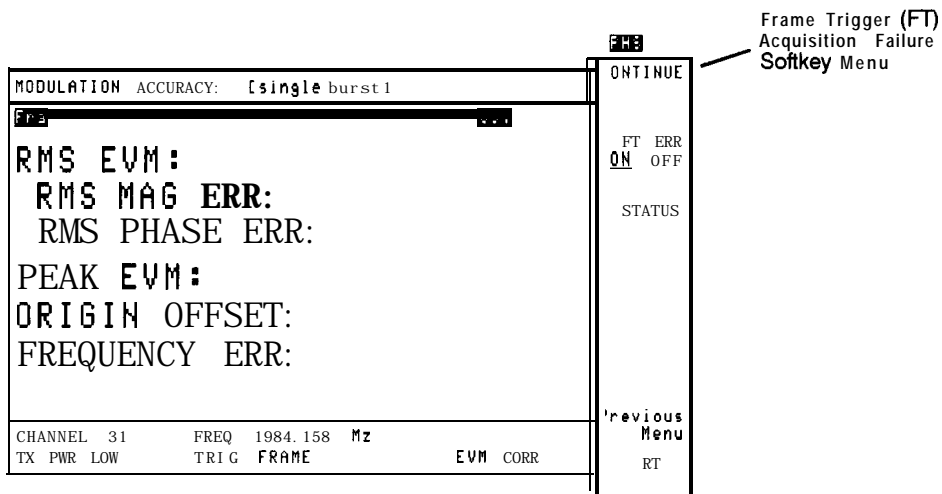 Frame Trigger (FT)
Acquisition Failure
Softkey Menu
MODULATION ACCURACY: [single burst1
ONTINUE
FT ERR
ON OFF
STATUS
RMS EVM:
RMS MAG ERR:
RMS PHASE ERR:
PEAK EVM:
ORIGIN OFFSET:
FREQUENCY ERR:
CHANNEL 31 FREQ 1984.158 Mz
TX PWR LOW TRIG FRAME EVM CORR
'revious
Menu
RT